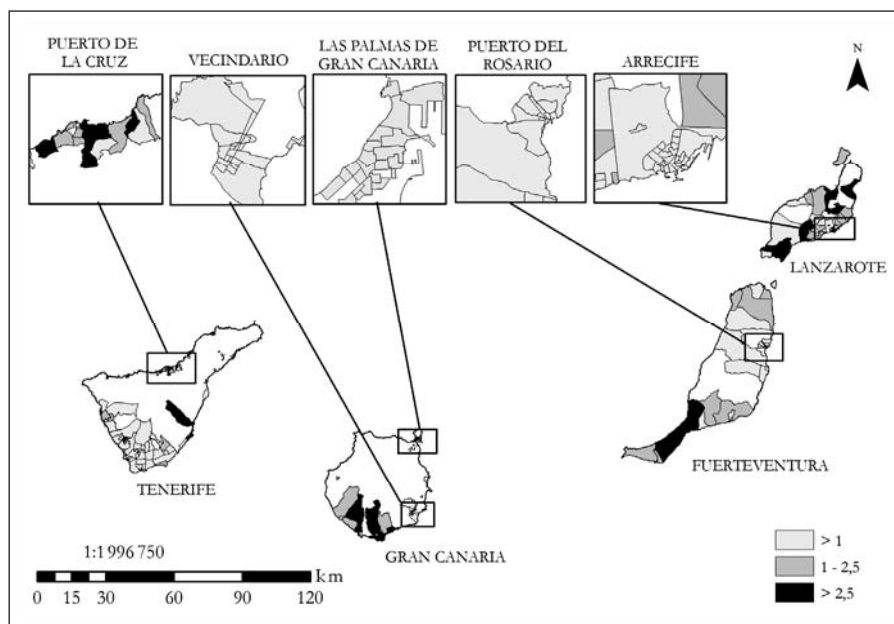 PUERTO DE
LA CRUZ
VECINDARIO
LAS PALMAS DE
GRAN CANARIA
PUERTO DEL
ROSARIO
ARRECIFE
N
LANZAROTE
FUERTEVENTURA
TENERIFE
GRAN CANARIA
1:1 996 750
km
0 15 30 60 90 120
> 1
1 - 2,5
> 2,5